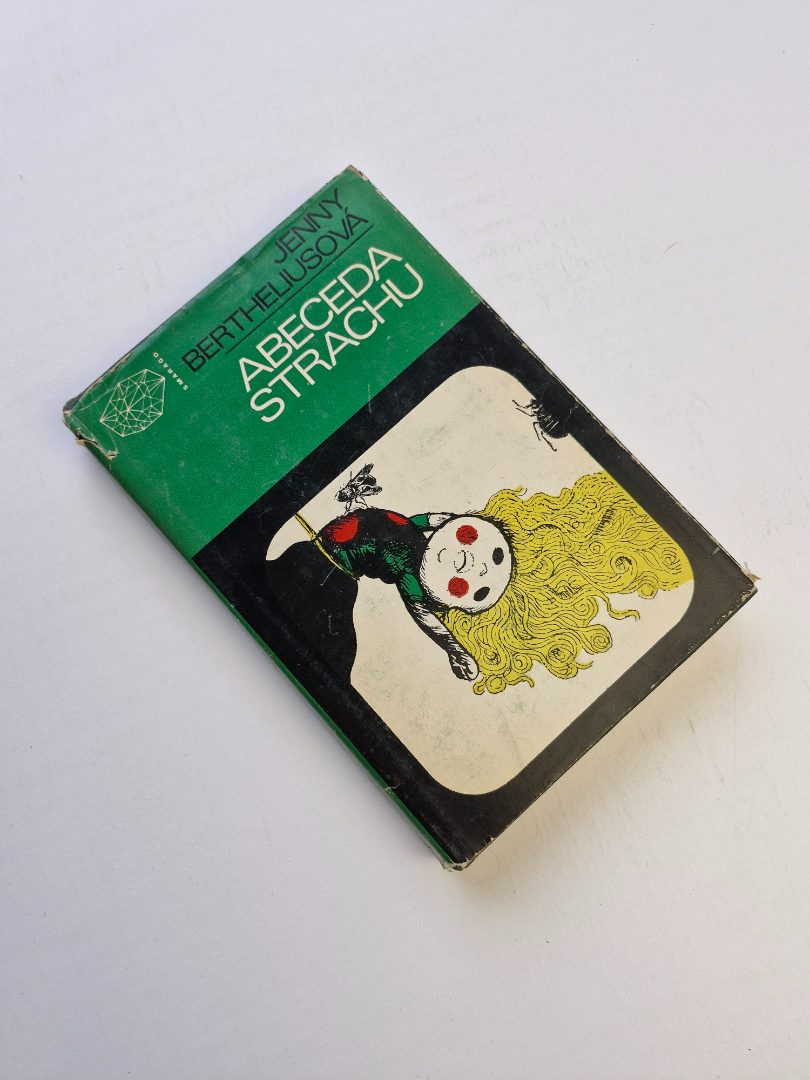 JENNY
BERTHELIUSOVÁ
ABECEDA
STRACHU
SMARAGD